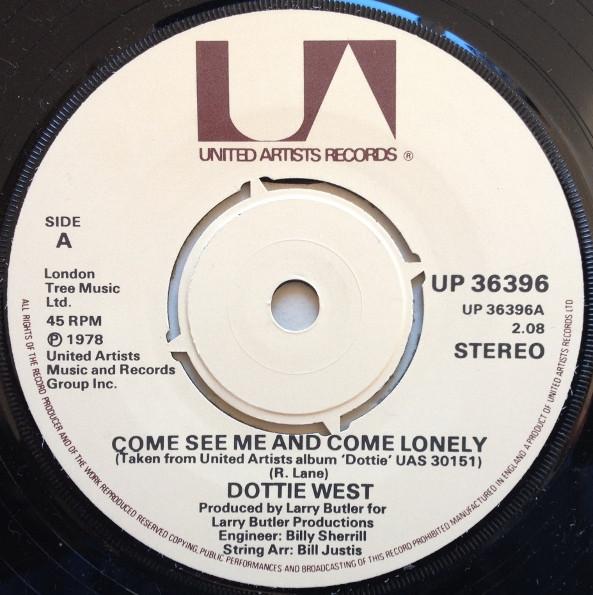 UA
UNITED ARTISTS RECORDS ®
SIDE
A
London
Tree Music
Ltd.
45 RPM
℗ 1978
United Artists
Music and Records
Group Inc.
UP 36396
UP 36396A
2.08
STEREO
COME SEE ME AND COME LONELY
(Taken from United Artists album 'Dottie' UAS 30151)
(R. Lane)
DOTTIE WEST
Produced by Larry Butler for
Larry Butler Productions
Engineer: Billy Sherrill
String Arr: Bill Justis
ALL RIGHTS OF THE RECORD PRODUCER AND OF THE WORK REPRODUCED RESERVED COPYING, PUBLIC PERFORMANCES AND BROADCASTING OF THIS RECORD PROHIBITED MANUFACTURED IN ENGLAND A PRODUCT OF UNITED ARTISTS RECORDS LTD